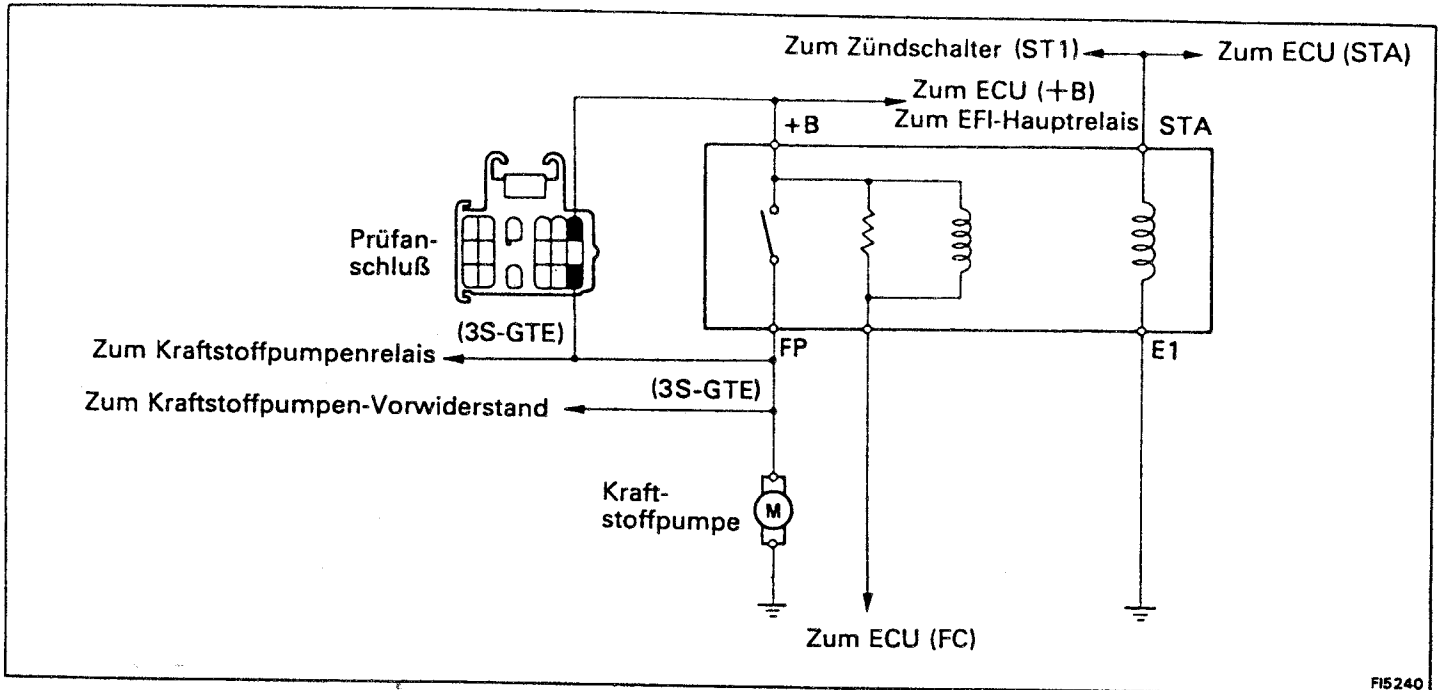 Zum Zündschalter (ST1)
Zum ECU (STA)
Zum ECU (+B)
+B
Zum EFI-Hauptrelais
STA
Prüfan-
schluß
(3S-GTE)
Zum Kraftstoffpumpenrelais
FP
E1
(3S-GTE)
Zum Kraftstoffpumpen-Vorwiderstand
Kraft-
stoffpumpe
M
Zum ECU (FC)
FI5240